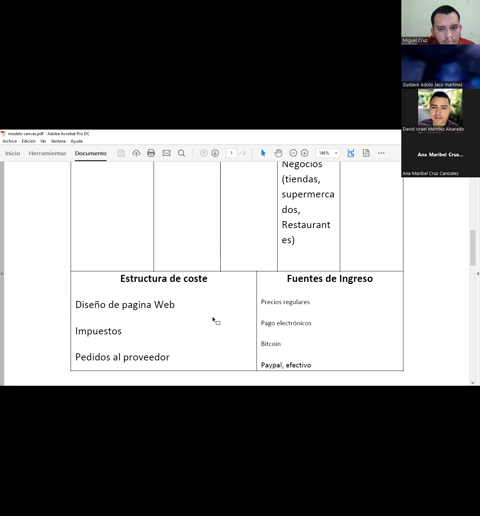 Miguel Cruz
Gustavo Adolo Jaco martinez
David Israel Méndez Alvarado
Ana Maribel Cruz...
Ana Maribel Cruz Canizalez
modelo canvas.pdf - Adobe Acrobat Pro DC
Archivo Edición Ver Ventana Ayuda
Inicio Herramientas Documento
1 / 2
146%
Negocios
(tiendas,
supermerca
dos,
Restaurant
es)
Estructura de coste
Diseño de pagina Web
Impuestos
Pedidos al proveedor
Fuentes de Ingreso
Precios regulares
Pago electrónicos
Bitcoin
Paypal, efectivo